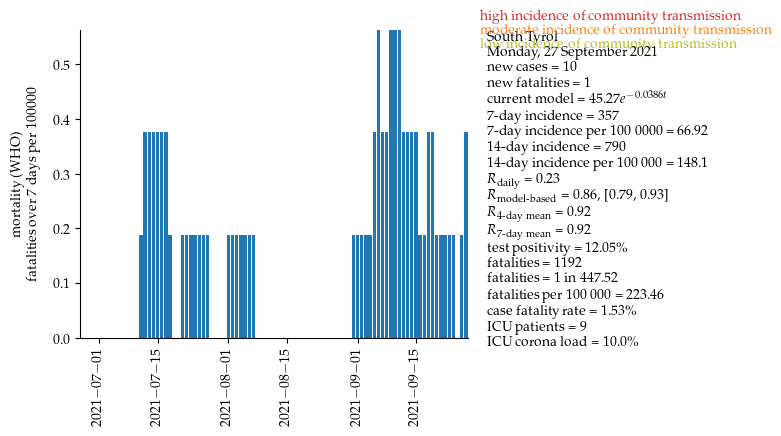 high incidence of community transmission
moderate incidence of community transmission
South Tyrol
low incidence of community transmission
Monday, 27 September 2021
new cases = 10
new fatalities = 1
current model = 45.27e^{−0.0386t}
7-day incidence = 357
7-day incidence per 100 0000 = 66.92
14-day incidence = 790
14-day incidence per 100 000 = 148.1
R_daily = 0.23
R_model-based = 0.86, [0.79, 0.93]
R_4-day mean = 0.92
R_7-day mean = 0.92
test positivity = 12.05%
fatalities = 1192
fatalities = 1 in 447.52
fatalities per 100 000 = 223.46
case fatality rate = 1.53%
ICU patients = 9
ICU corona load = 10.0%
mortality (WHO)
fatalities over 7 days per 100000
0.5
0.4
0.3
0.2
0.1
0.0
2021−07−01
2021−07−15
2021−08−01
2021−08−15
2021−09−01
2021−09−15